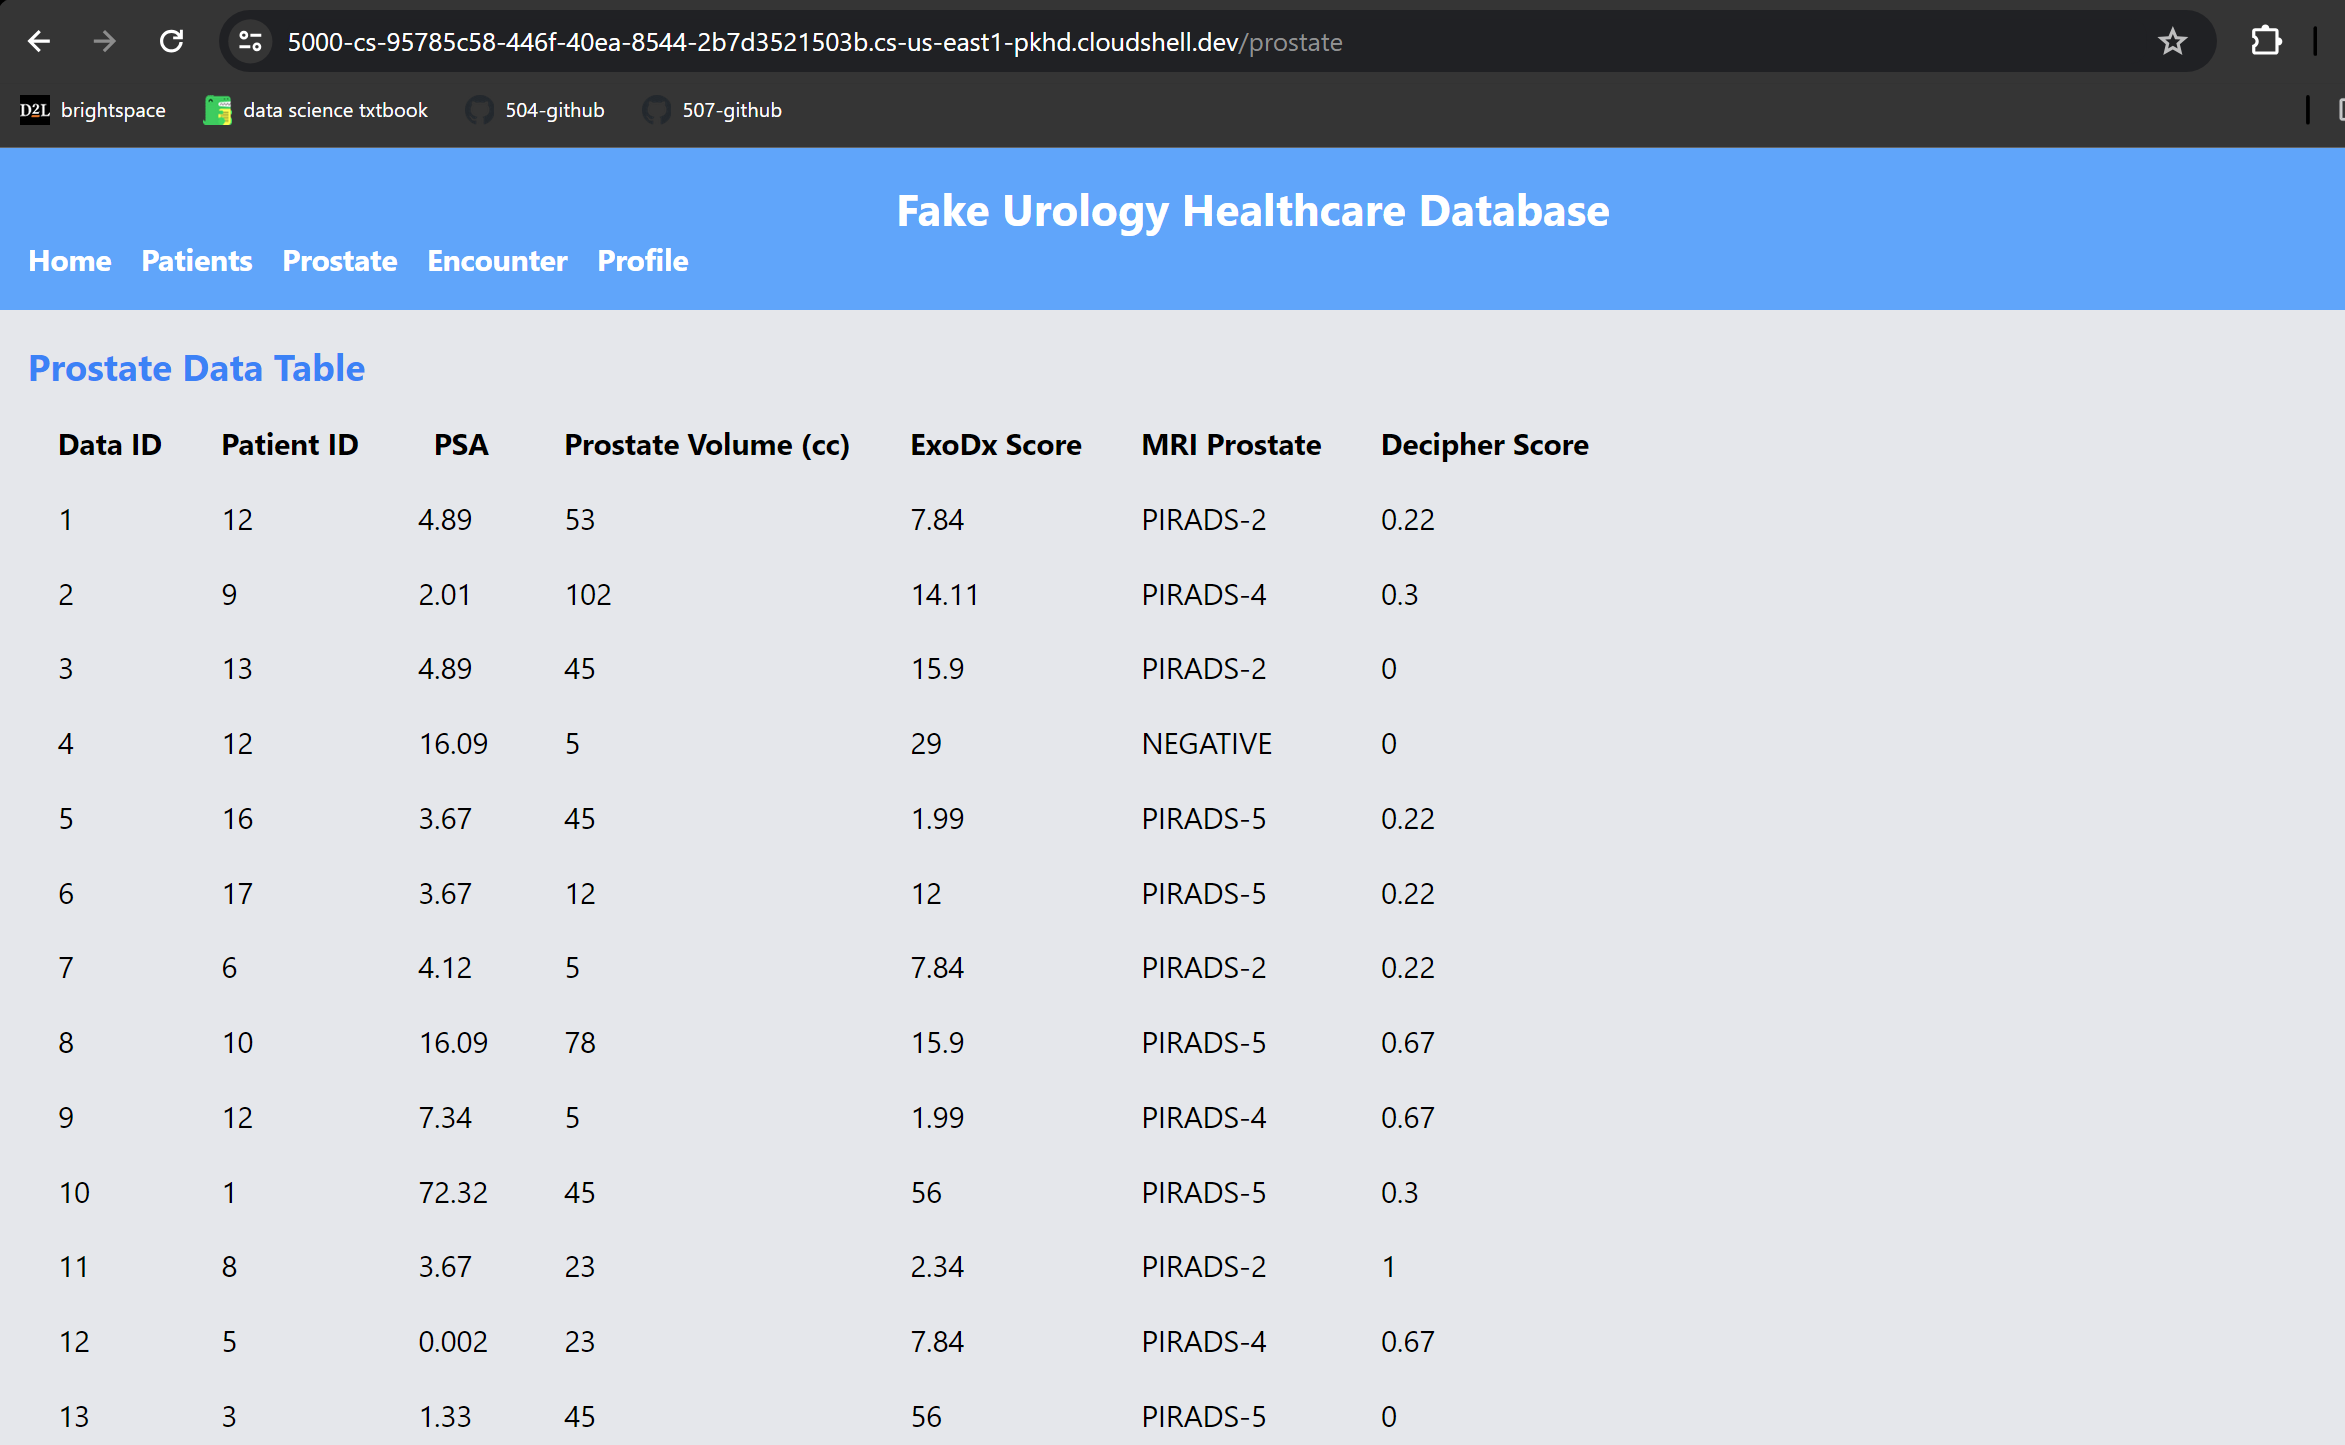 5000-cs-95785c58-446f-40ea-8544-2b7d3521503b.cs-us-east1-pkhd.cloudshell.dev/prostate
D2L brightspace data science txtbook 504-github 507-github
Fake Urology Healthcare Database
Home Patients Prostate Encounter Profile
Prostate Data Table
Data ID Patient ID PSA Prostate Volume (cc) ExoDx Score MRI Prostate Decipher Score
1 12 4.89 53 7.84 PIRADS-2 0.22
2 9 2.01 102 14.11 PIRADS-4 0.3
3 13 4.89 45 15.9 PIRADS-2 0
4 12 16.09 5 29 NEGATIVE 0
5 16 3.67 45 1.99 PIRADS-5 0.22
6 17 3.67 12 12 PIRADS-5 0.22
7 6 4.12 5 7.84 PIRADS-2 0.22
8 10 16.09 78 15.9 PIRADS-5 0.67
9 12 7.34 5 1.99 PIRADS-4 0.67
10 1 72.32 45 56 PIRADS-5 0.3
11 8 3.67 23 2.34 PIRADS-2 1
12 5 0.002 23 7.84 PIRADS-4 0.67
13 3 1.33 45 56 PIRADS-5 0